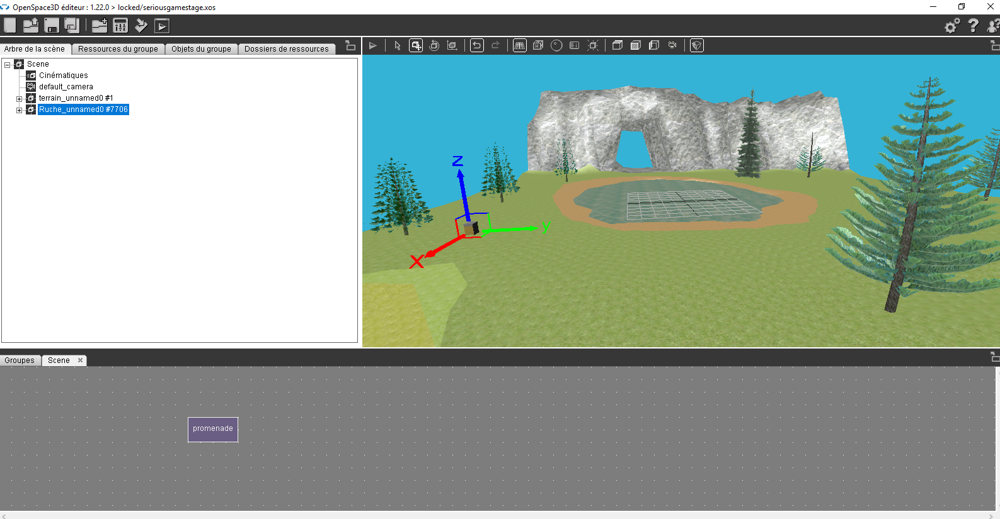 OpenSpace3D éditeur : 1.22.0 > locked/seriousgamestage.xos
Arbre de la scène
Ressources du groupe
Objets du groupe
Dossiers de ressources
Scene
Cinématiques
default_camera
terrain_unnamed0 #1
Ruche_unnamed0 #7706
Z
y
X
Groupes
Scene
promenade